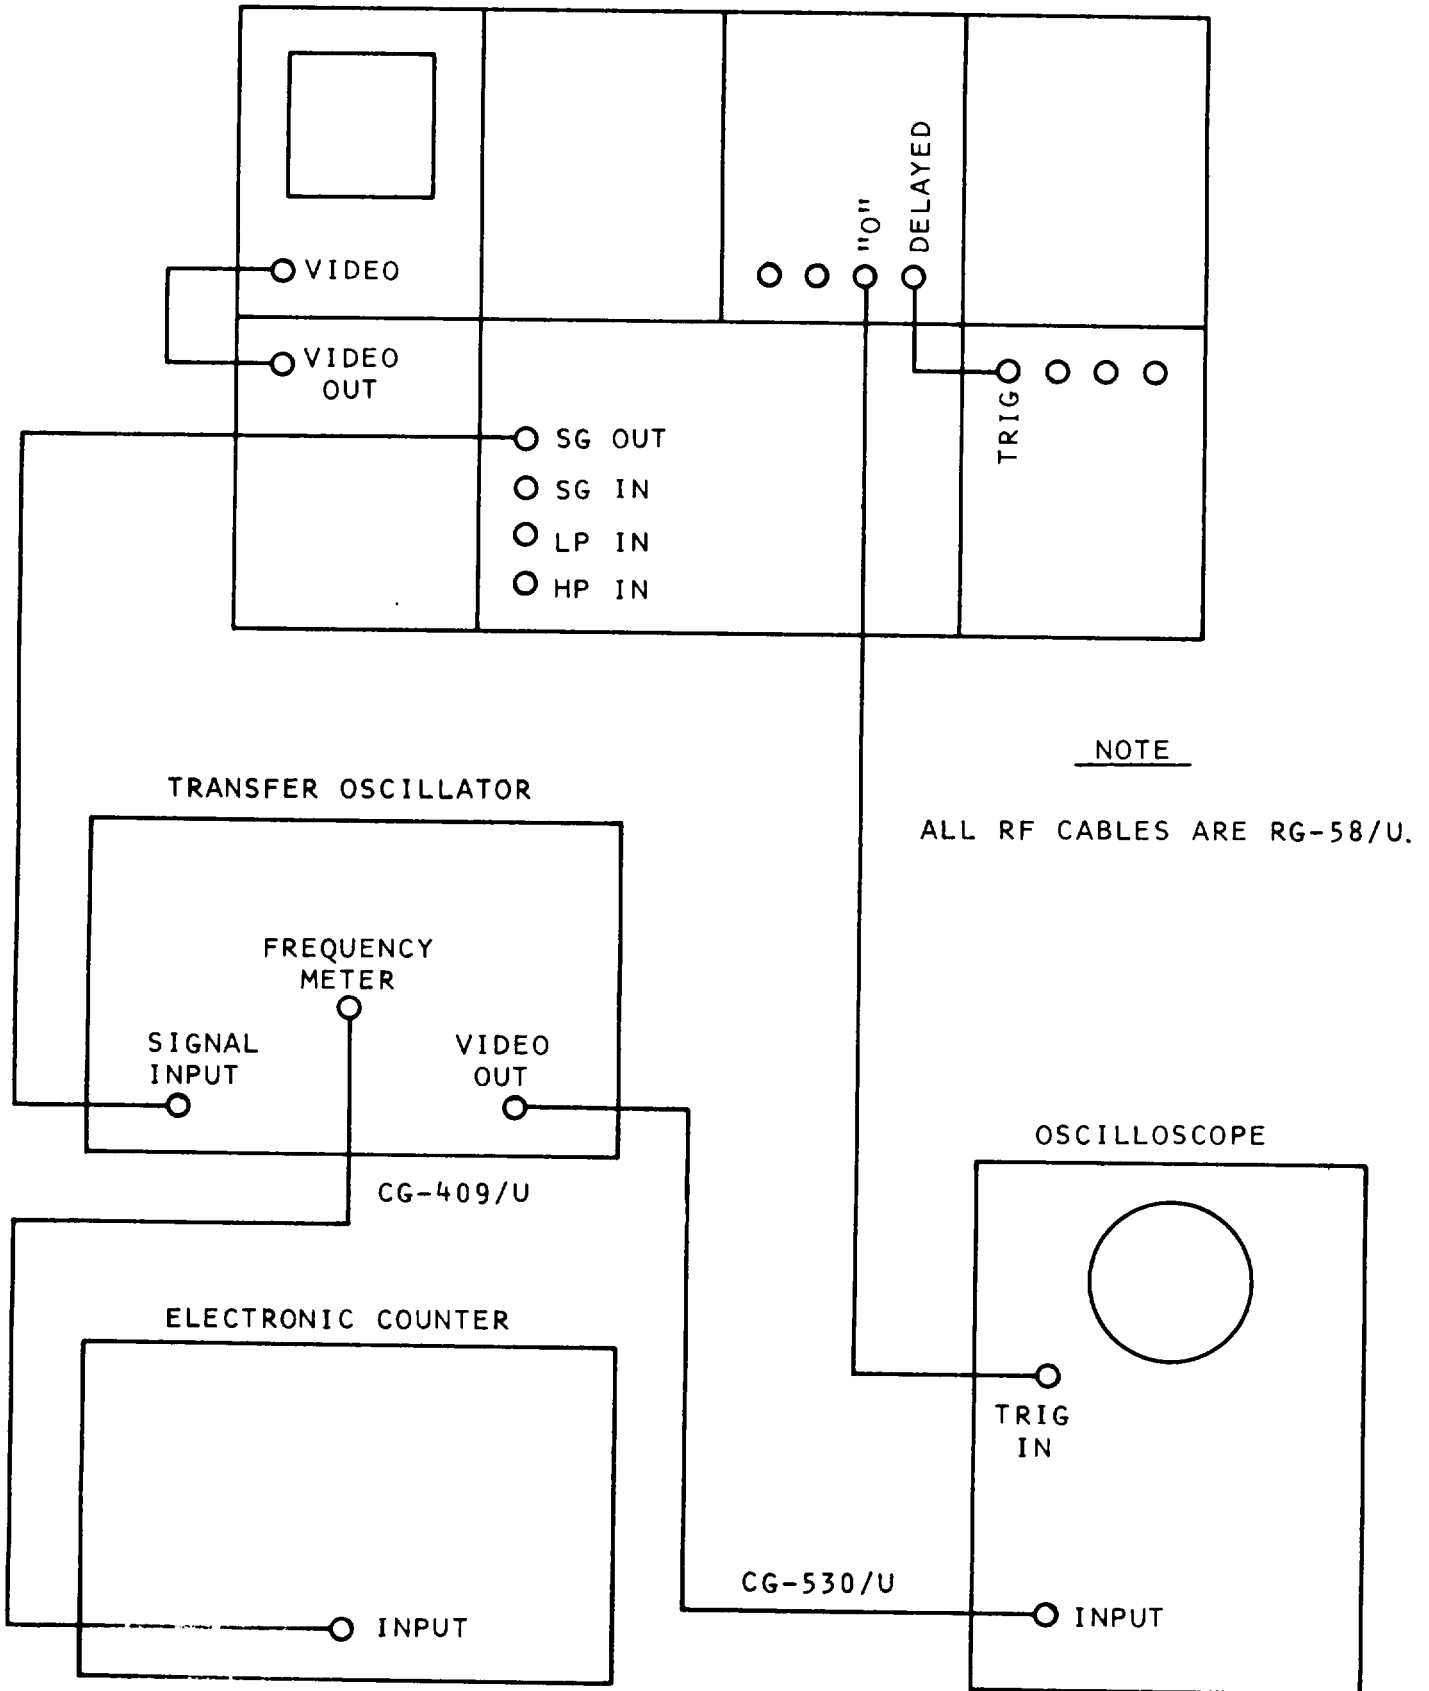 "0"
DELAYED
VIDEO
VIDEO
OUT
TRIG
SG OUT
SG IN
LP IN
HP IN
NOTE
ALL RF CABLES ARE RG-58/U.
TRANSFER OSCILLATOR
FREQUENCY
METER
SIGNAL
INPUT
VIDEO
OUT
CG-409/U
OSCILLOSCOPE
ELECTRONIC COUNTER
TRIG
IN
CG-530/U
INPUT
INPUT